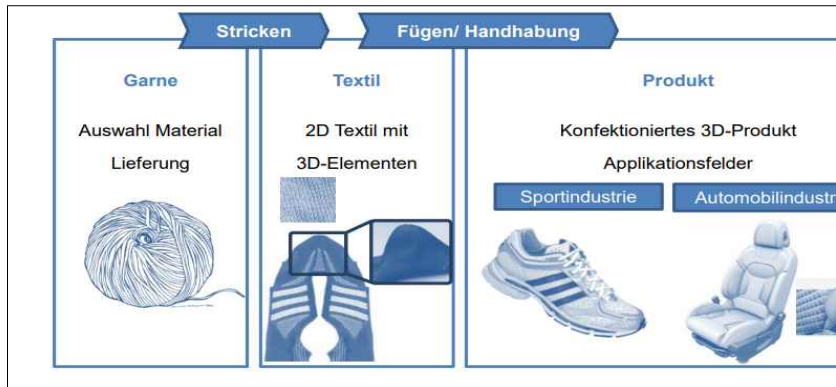 Stricken
Fügen/ Handhabung
Garne
Auswahl Material
Lieferung
Textil
2D Textil mit
3D-Elementen
Produkt
Konfektioniertes 3D-Produkt
Applikationsfelder
Sportindustrie
Automobilindustr